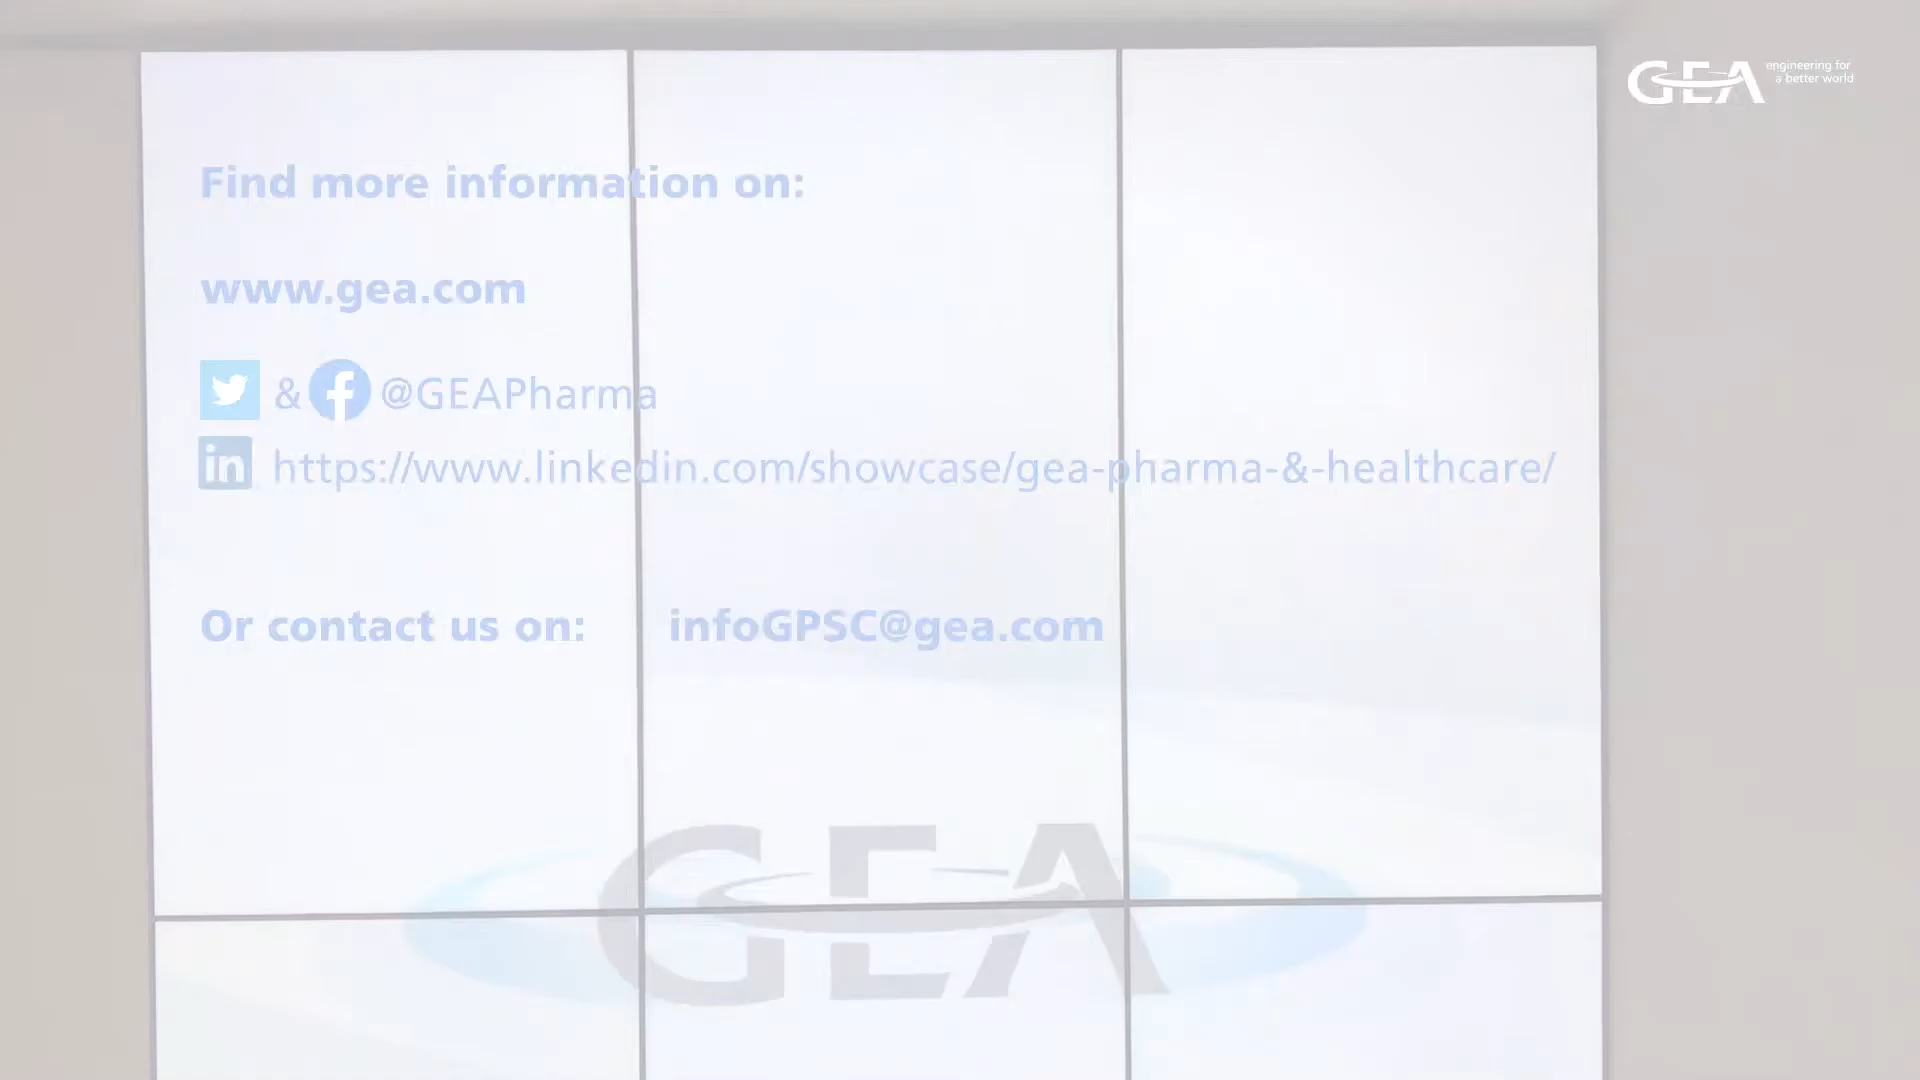 GEA engineering for
a better world
Find more information on:
www.gea.com
& @GEAPharma
in https://www.linkedin.com/showcase/gea-pharma-&-healthcare/
Or contact us on: infoGPSC@gea.com
GEA